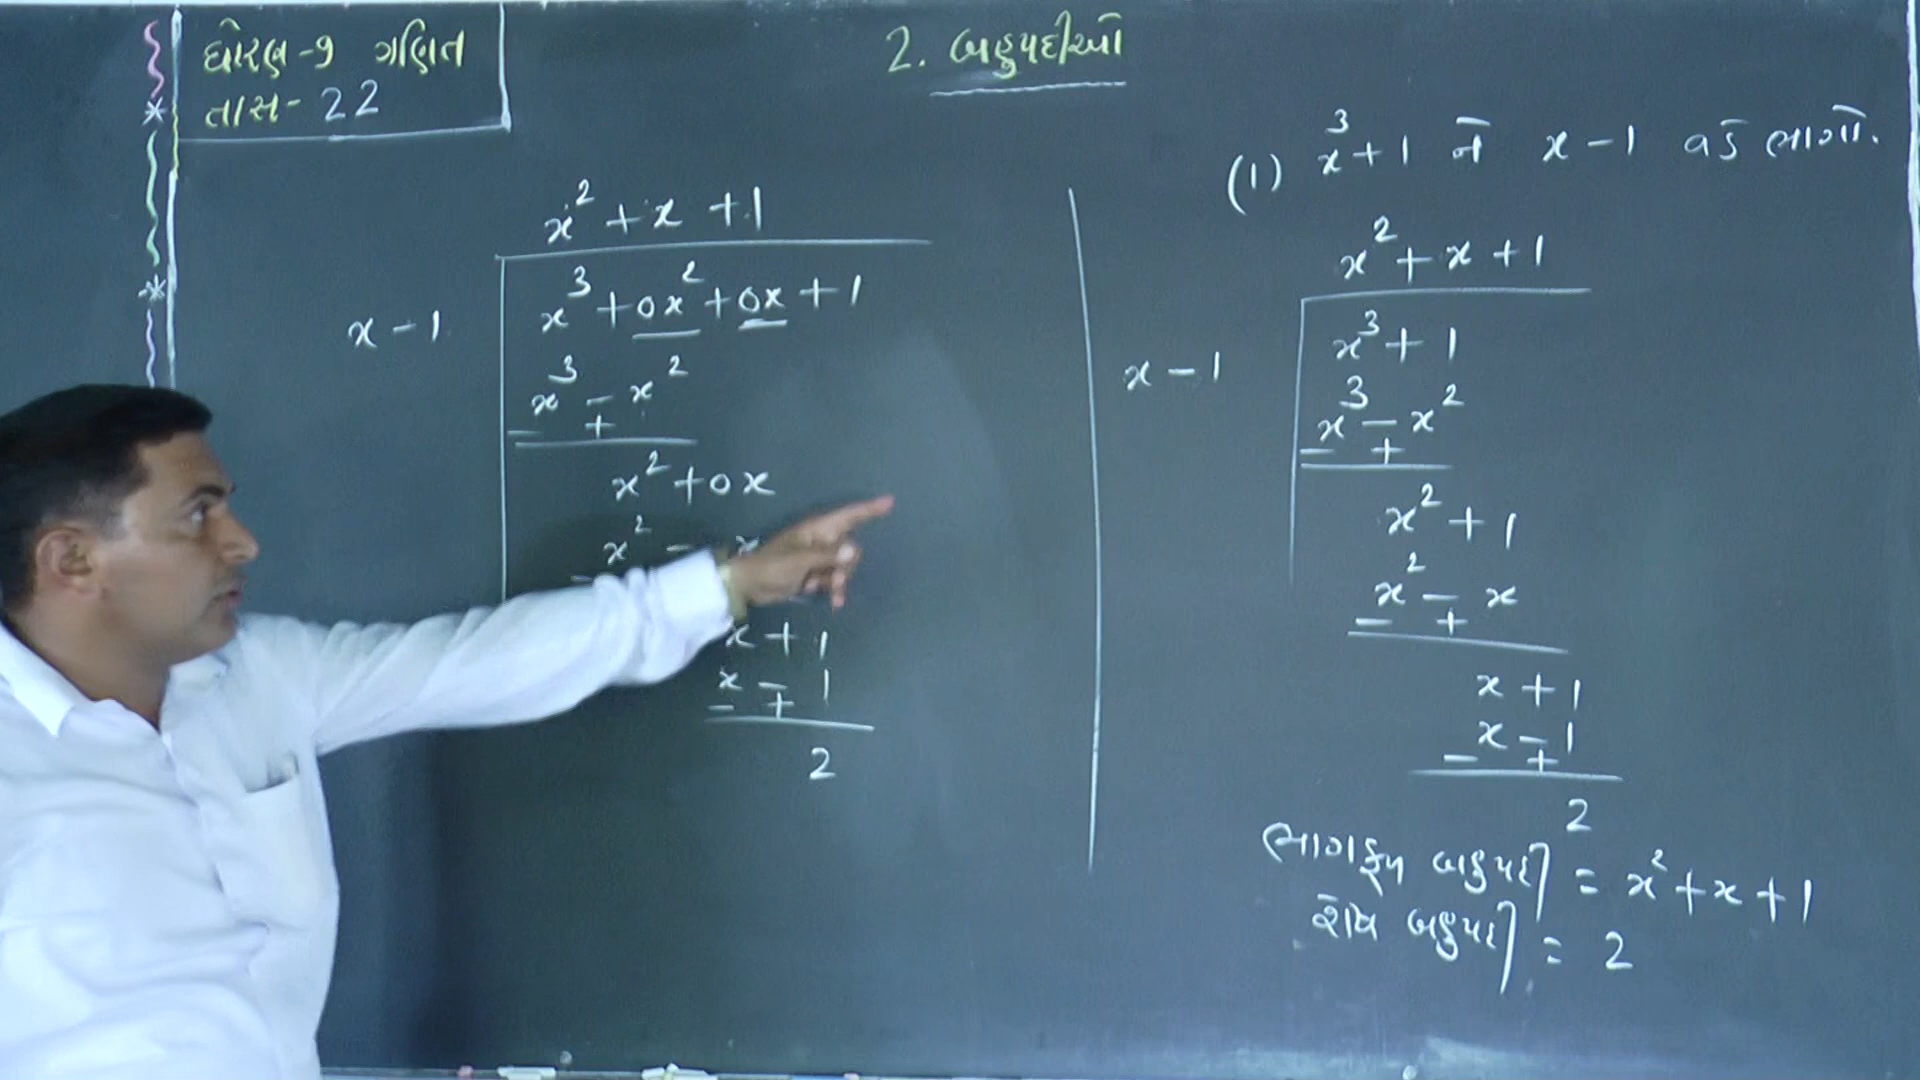 ધોરણ-9 ગણિત
તાસ-22
2. બહુપદીઓ
x² + x + 1
x - 1
x³ + 0x² + 0x + 1
x³ - x²
- +
x² + 0x
x² - x
-
x + 1
x - 1
- +
2
(1) x³ + 1 ને x - 1 વડે ભાગો.
x² + x + 1
x - 1
x³ + 1
x³ - x²
- +
x² + 1
x² - x
- +
x + 1
x - 1
- +
2
ભાગફળ બહુપદી = x² + x + 1
શેષ બહુપદી = 2